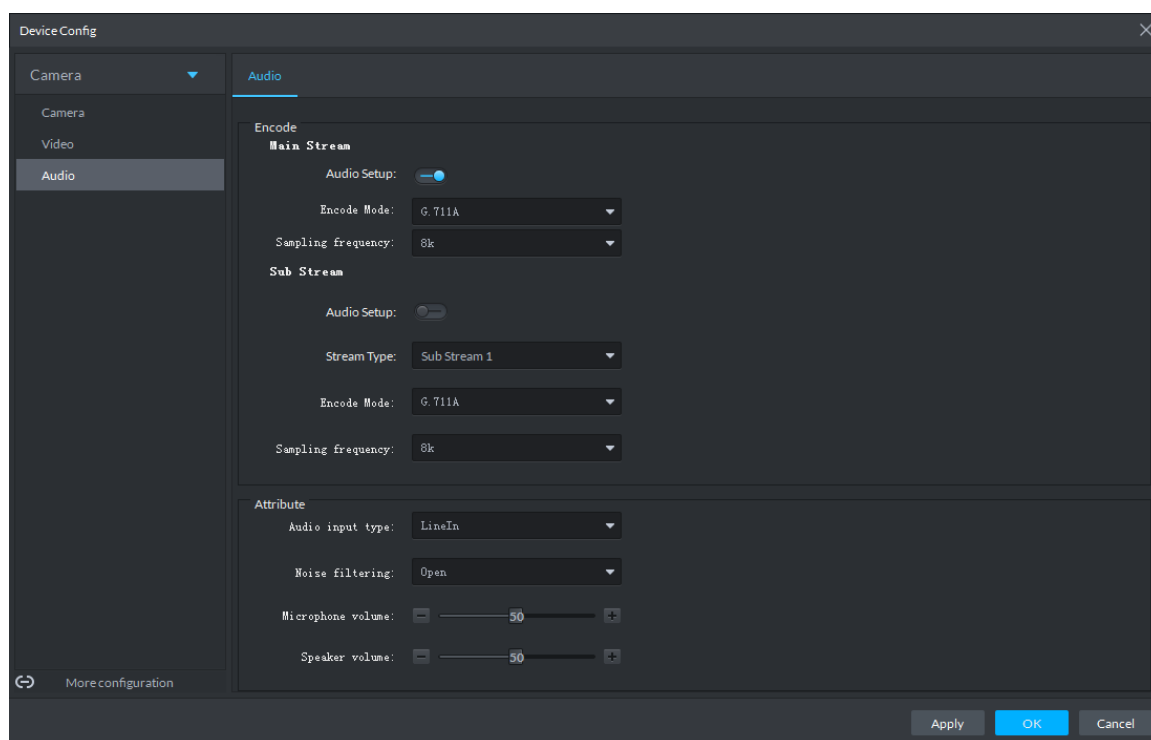 Device Config
Camera
Camera
Video
Audio
More configuration
Audio
Encode
Main Stream
Audio Setup:
Encode Mode: G.711A
Sampling frequency: 8k
Sub Stream
Audio Setup:
Stream Type: Sub Stream 1
Encode Mode: G.711A
Sampling frequency: 8k
Attribute
Audio input type: LineIn
Noise filtering: Open
Microphone volume: 50
Speaker volume: 50
Apply OK Cancel